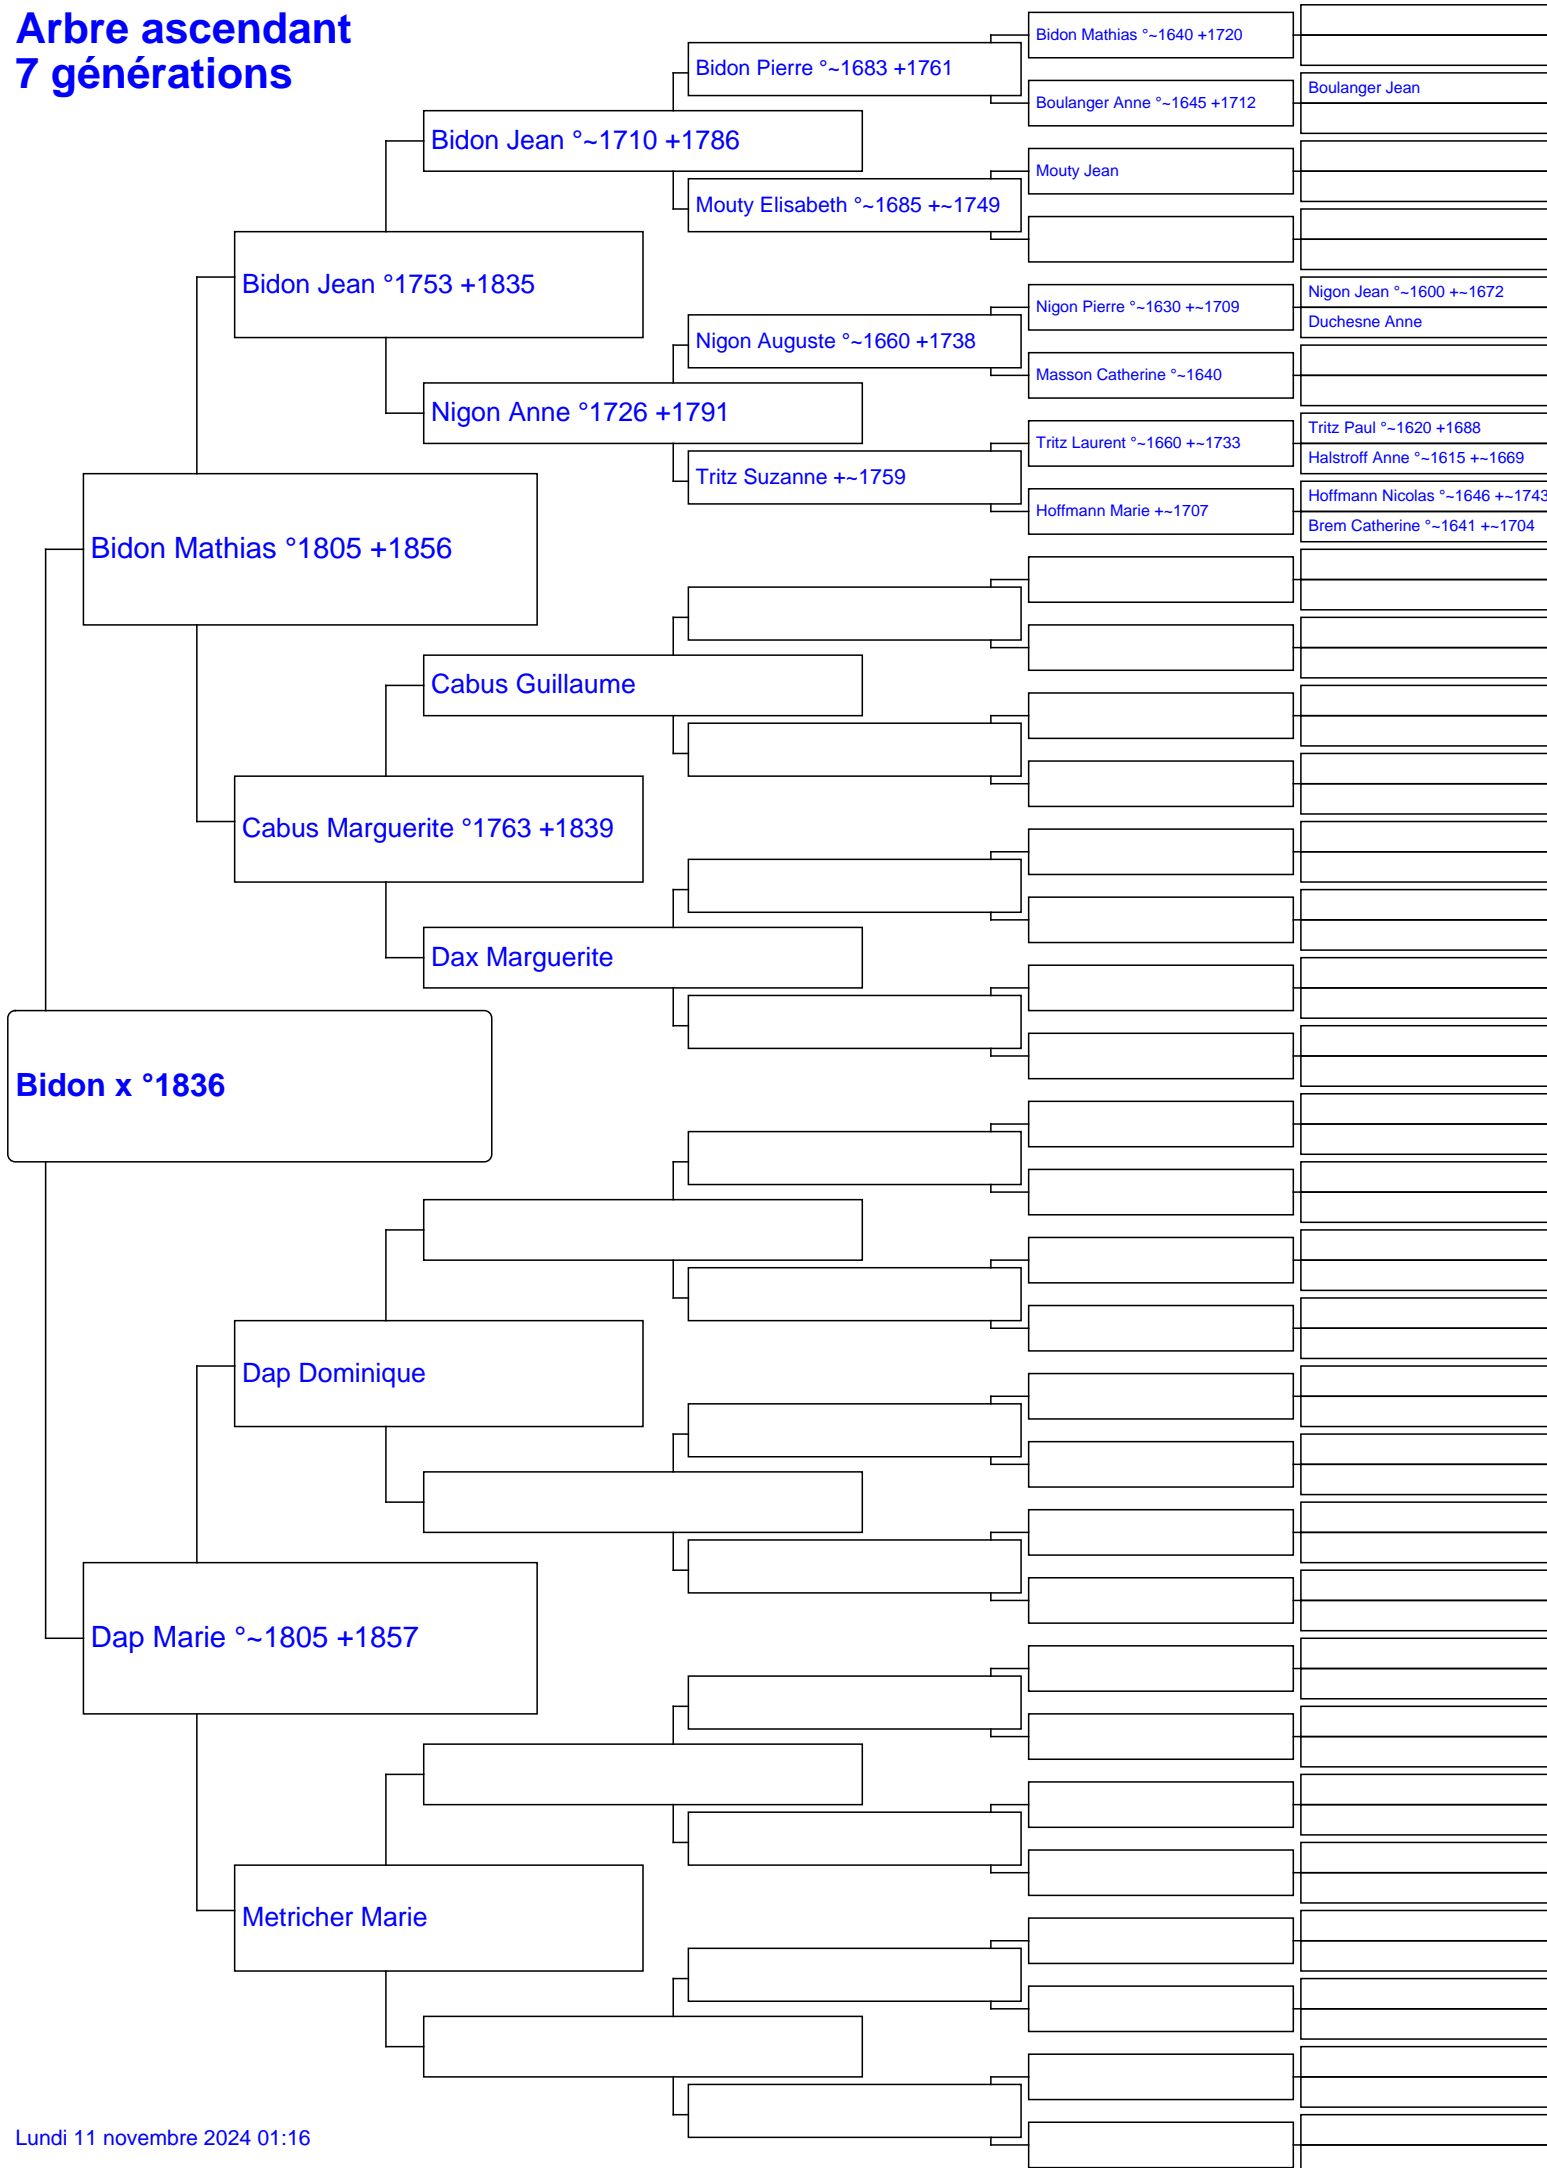 Arbre ascendant
7 générations
Bidon Mathias °~1640 +1720
Bidon Pierre °~1683 +1761
Boulanger Jean
Boulanger Anne °~1645 +1712
Bidon Jean °~1710 +1786
Mouty Jean
Mouty Elisabeth °~1685 +~1749
Bidon Jean °1753 +1835
Nigon Jean °~1600 +~1672
Nigon Pierre °~1630 +~1709
Duchesne Anne
Nigon Auguste °~1660 +1738
Masson Catherine °~1640
Nigon Anne °1726 +1791
Tritz Paul °~1620 +1688
Tritz Laurent °~1660 +~1733
Halstroff Anne °~1615 +~1669
Tritz Suzanne +~1759
Hoffmann Nicolas °~1646 +~1743
Hoffmann Marie +~1707
Brem Catherine °~1641 +~1704
Bidon Mathias °1805 +1856
Cabus Guillaume
Cabus Marguerite °1763 +1839
Dax Marguerite
Bidon x °1836
Dap Dominique
Dap Marie °~1805 +1857
Metricher Marie
Lundi 11 novembre 2024 01:16